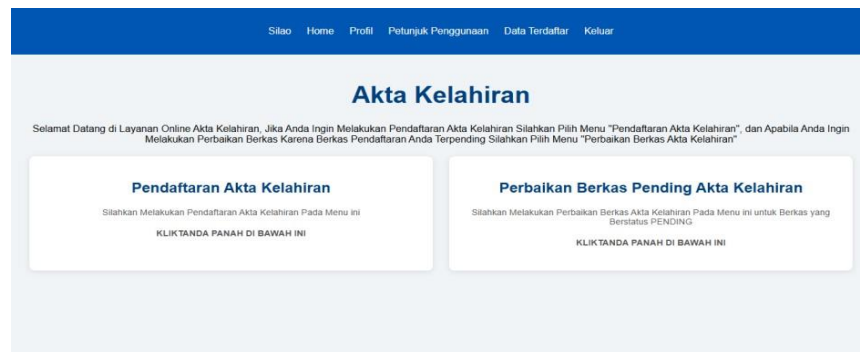 Silao Home Profil Petunjuk Penggunaan Data Terdaftar Keluar
Akta Kelahiran
Selamat Datang di Layanan Online Akta Kelahiran, Jika Anda Ingin Melakukan Pendaftaran Akta Kelahiran Silahkan Pilih Menu "Pendaftaran Akta Kelahiran", dan Apabila Anda Ingin
Melakukan Perbaikan Berkas Karena Berkas Pendaftaran Anda Terpending Silahkan Pilih Menu "Perbaikan Berkas Akta Kelahiran"
Pendaftaran Akta Kelahiran
Silahkan Melakukan Pendaftaran Akta Kelahiran Pada Menu ini
KLIKTANDA PANAH DI BAWAH INI
Perbaikan Berkas Pending Akta Kelahiran
Silahkan Melakukan Perbaikan Berkas Akta Kelahiran Pada Menu ini untuk Berkas yang
Berstatus PENDING
KLIKTANDA PANAH DI BAWAH INI